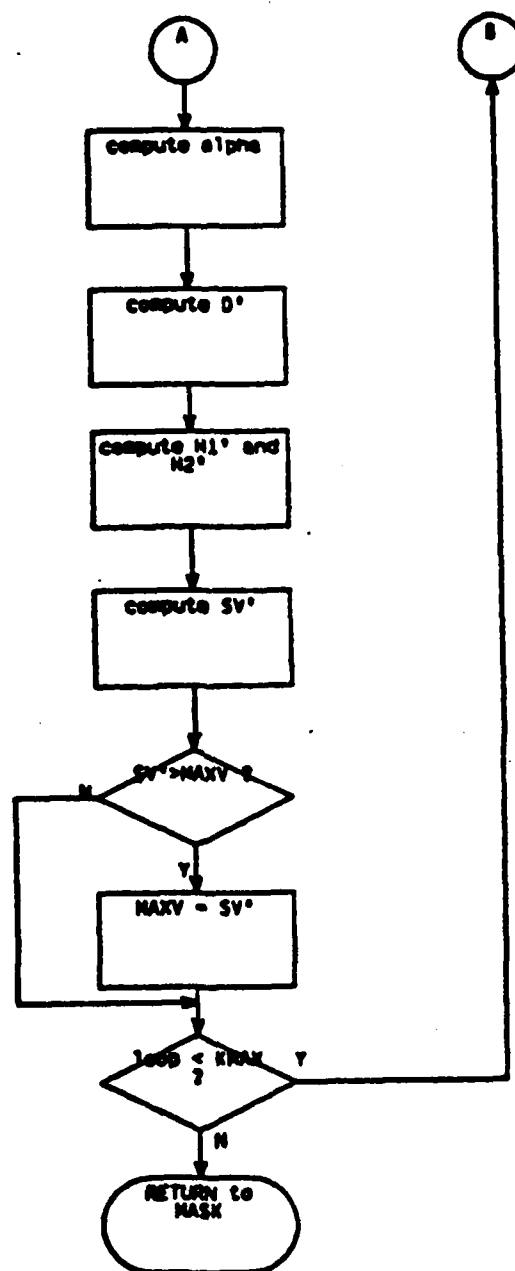 A
B
compute alpha
compute D'
compute H1' and
H2'
compute SV'
SV'>MAXV ?
N
Y
MAXV = SV'
loop < KMAX
?
Y
N
RETURN to
MASK